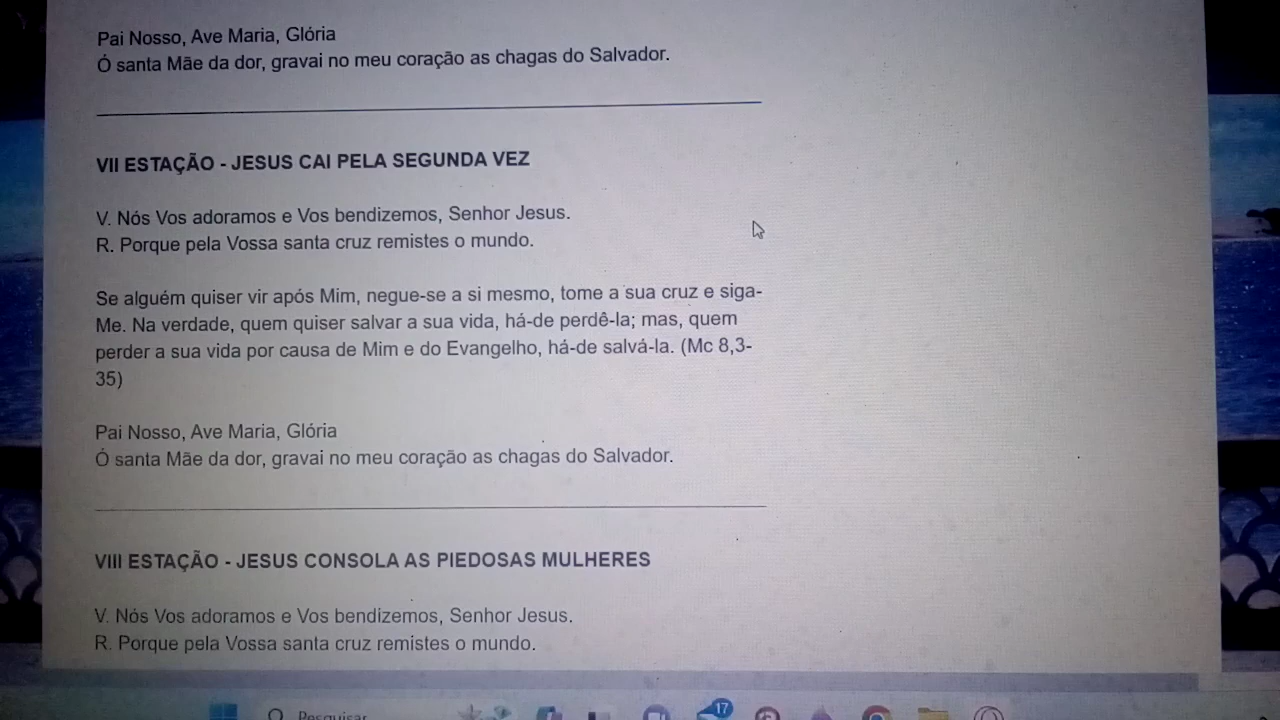 Pai Nosso, Ave Maria, Glória
Ó santa Mãe da dor, gravai no meu coração as chagas do Salvador.
VII ESTAÇÃO - JESUS CAI PELA SEGUNDA VEZ
V. Nós Vos adoramos e Vos bendizemos, Senhor Jesus.
R. Porque pela Vossa santa cruz remistes o mundo.
Se alguém quiser vir após Mim, negue-se a si mesmo, tome a sua cruz e siga-
Me. Na verdade, quem quiser salvar a sua vida, há-de perdê-la; mas, quem
perder a sua vida por causa de Mim e do Evangelho, há-de salvá-la. (Mc 8,3-
35)
Pai Nosso, Ave Maria, Glória
Ó santa Mãe da dor, gravai no meu coração as chagas do Salvador.
VIII ESTAÇÃO - JESUS CONSOLA AS PIEDOSAS MULHERES
V. Nós Vos adoramos e Vos bendizemos, Senhor Jesus.
R. Porque pela Vossa santa cruz remistes o mundo.
Pesquisar
17